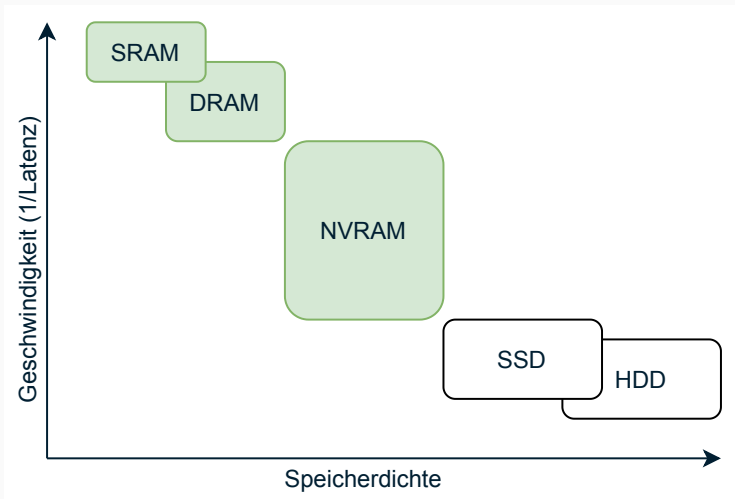 SRAM
DRAM
NVRAM
SSD
HDD
Geschwindigkeit (1/Latenz)
Speicherdichte